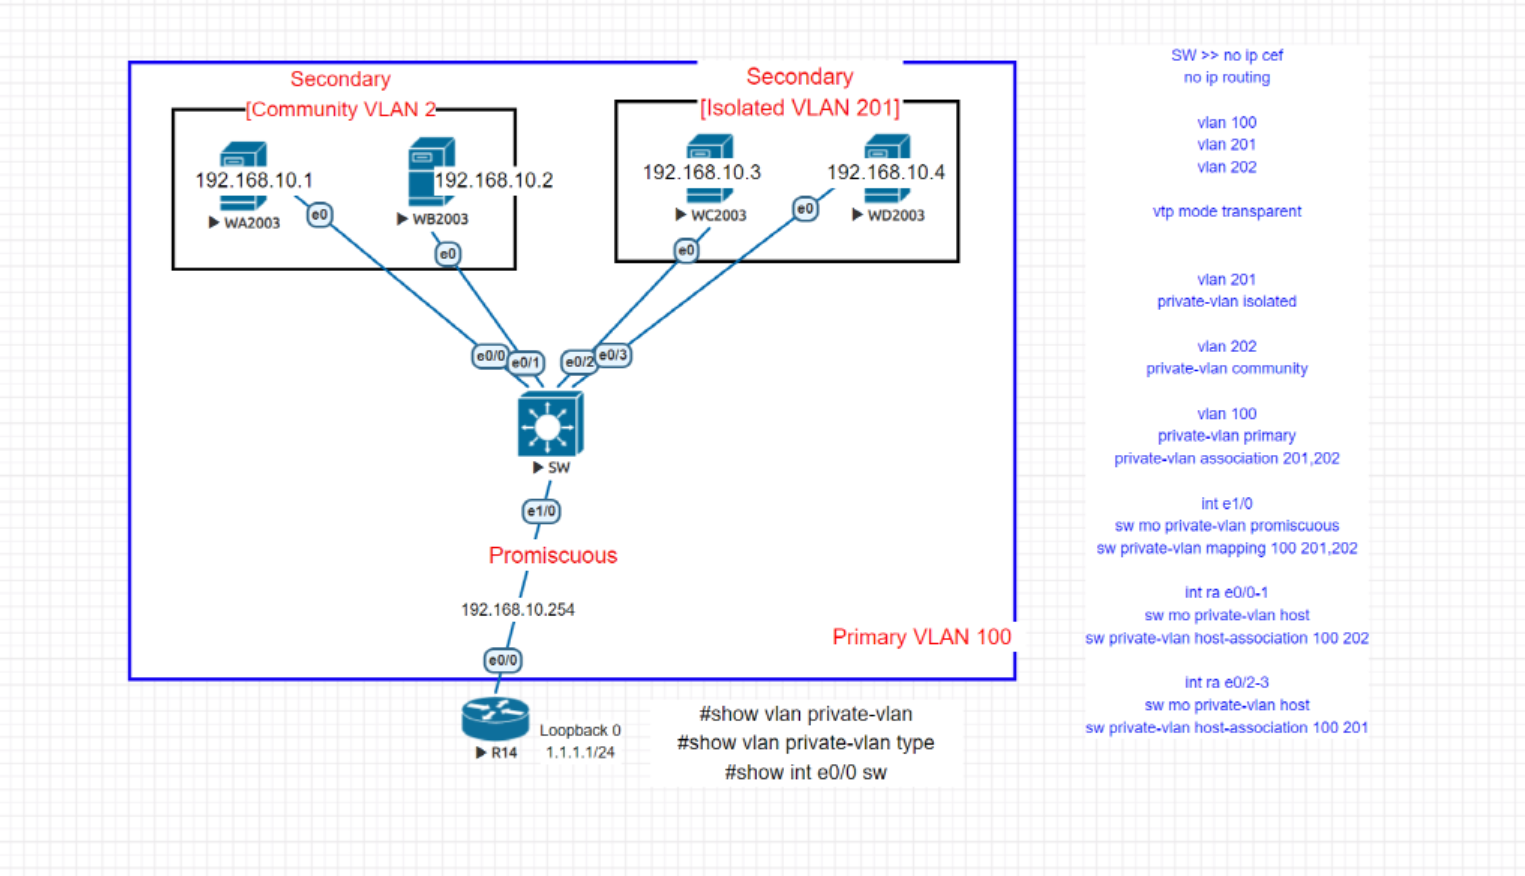 Secondary
[Community VLAN 2
192.168.10.1
WA2003
e0
192.168.10.2
WB2003
e0
Secondary
[Isolated VLAN 201]
192.168.10.3
WC2003
e0
192.168.10.4
WD2003
e0
e0/0
e0/1
e0/2
e0/3
SW
e1/0
Promiscuous
192.168.10.254
Primary VLAN 100
e0/0
R14
Loopback 0
1.1.1.1/24
#show vlan private-vlan
#show vlan private-vlan type
#show int e0/0 sw
SW >> no ip cef
no ip routing
vlan 100
vlan 201
vlan 202
vtp mode transparent
vlan 201
private-vlan isolated
vlan 202
private-vlan community
vlan 100
private-vlan primary
private-vlan association 201,202
int e1/0
sw mo private-vlan promiscuous
sw private-vlan mapping 100 201,202
int ra e0/0-1
sw mo private-vlan host
sw private-vlan host-association 100 202
int ra e0/2-3
sw mo private-vlan host
sw private-vlan host-association 100 201